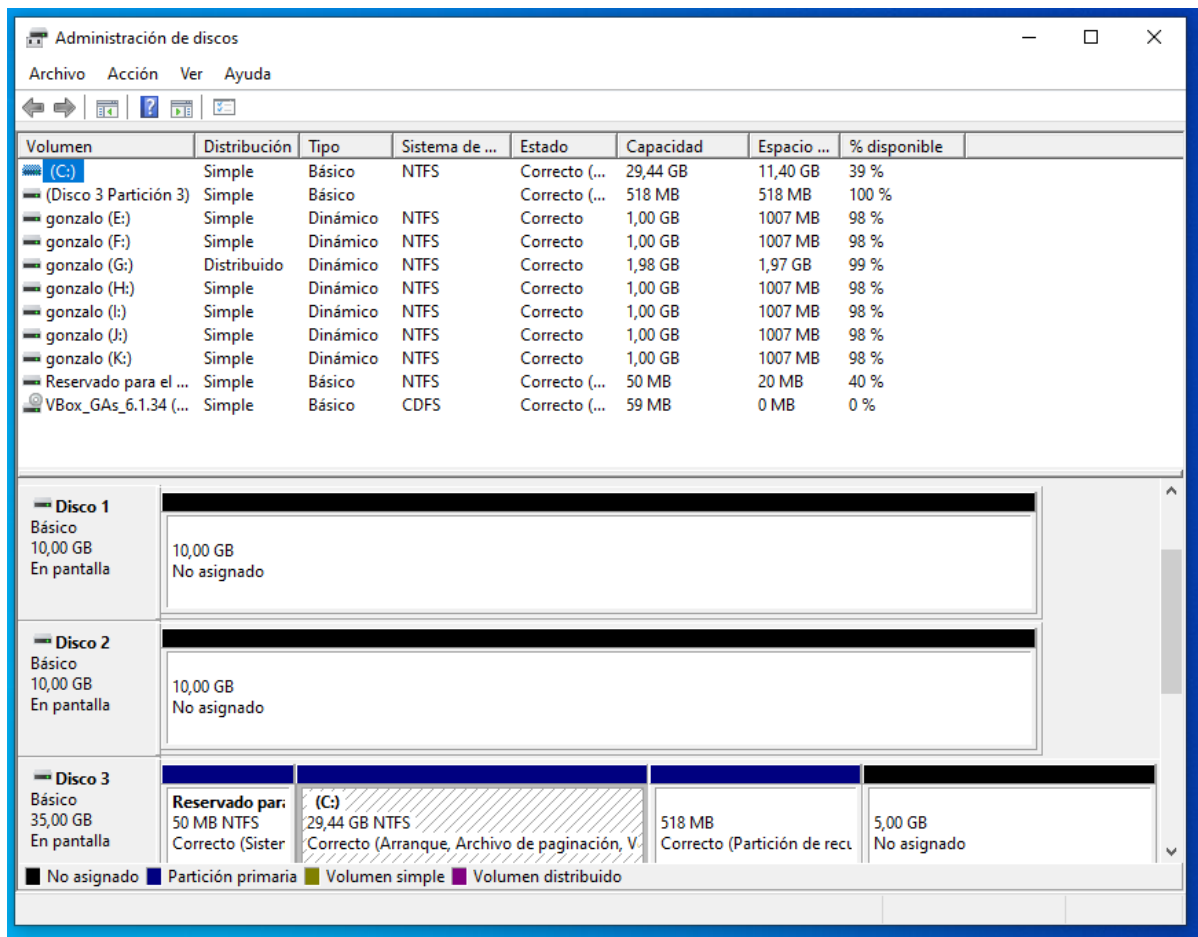 Administración de discos
Archivo Acción Ver Ayuda
Volumen Distribución Tipo Sistema de ... Estado Capacidad Espacio ... % disponible
(C:) Simple Básico NTFS Correcto (... 29,44 GB 11,40 GB 39 %
(Disco 3 Partición 3) Simple Básico Correcto (... 518 MB 518 MB 100 %
gonzalo (E:) Simple Dinámico NTFS Correcto 1,00 GB 1007 MB 98 %
gonzalo (F:) Simple Dinámico NTFS Correcto 1,00 GB 1007 MB 98 %
gonzalo (G:) Distribuido Dinámico NTFS Correcto 1,98 GB 1,97 GB 99 %
gonzalo (H:) Simple Dinámico NTFS Correcto 1,00 GB 1007 MB 98 %
gonzalo (I:) Simple Dinámico NTFS Correcto 1,00 GB 1007 MB 98 %
gonzalo (J:) Simple Dinámico NTFS Correcto 1,00 GB 1007 MB 98 %
gonzalo (K:) Simple Dinámico NTFS Correcto 1,00 GB 1007 MB 98 %
Reservado para el ... Simple Básico NTFS Correcto (... 50 MB 20 MB 40 %
VBox_GAs_6.1.34 (... Simple Básico CDFS Correcto (... 59 MB 0 MB 0 %
Disco 1
Básico
10,00 GB
En pantalla
10,00 GB
No asignado
Disco 2
Básico
10,00 GB
En pantalla
10,00 GB
No asignado
Disco 3
Básico
35,00 GB
En pantalla
Reservado para
50 MB NTFS
Correcto (Sister
(C:)
29,44 GB NTFS
Correcto (Arranque, Archivo de paginación, V
518 MB
Correcto (Partición de recu
5,00 GB
No asignado
No asignado Partición primaria Volumen simple Volumen distribuido